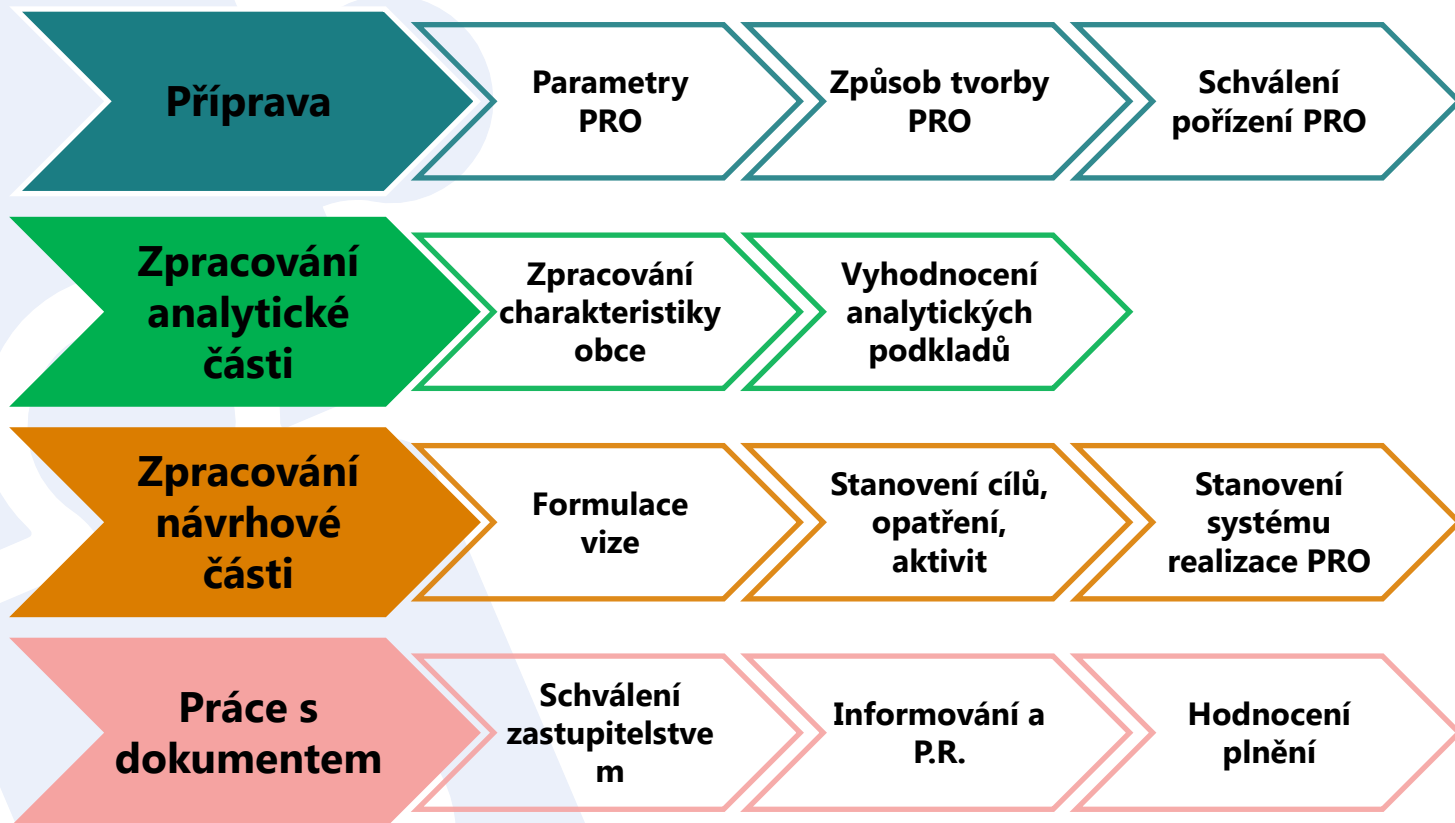 Příprava
Parametry
PRO
Způsob tvorby
PRO
Schválení
pořízení PRO
Zpracování
analytické
části
Zpracování
charakteristiky
obce
Vyhodnocení
analytických
podkladů
Zpracování
návrhové
části
Formulace
vize
Stanovení cílů,
opatření,
aktivit
Stanovení
systému
realizace PRO
Práce s
dokumentem
Schválení
zastupitelstve
m
Informování a
P.R.
Hodnocení
plnění